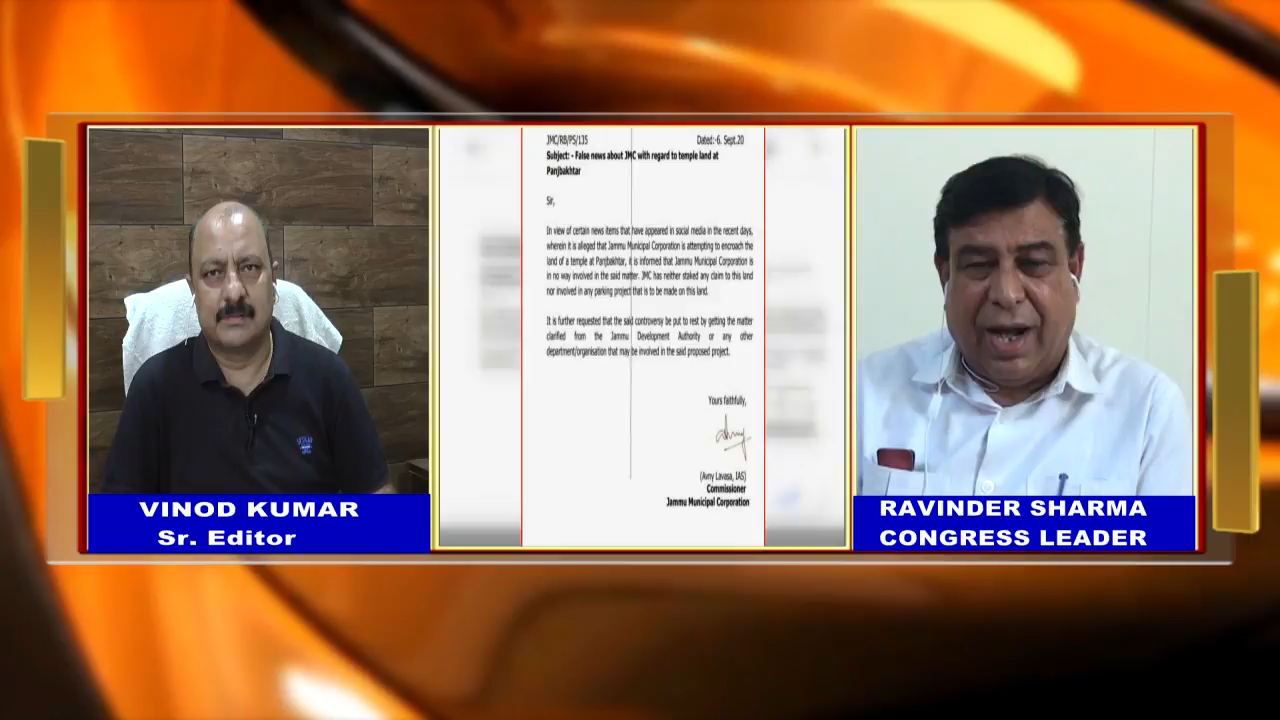 JMC/RB/PS/135 Dated:-6. Sept.20
Subject: - False news about JMC with regard to temple land at
Panjbakhtar
Sir,
In view of certain news items that have appeared in social media in the recent days,
wherein it is alleged that Jammu Municipal Corporation is attempting to encroach the
land of a temple at Panjbakhtar, it is informed that Jammu Municipal Corporation is
in no way involved in the said matter. JMC has neither staked any claim to this land
nor involved in any parking project that is to be made on this land.
It is further requested that the said controversy be put to rest by getting the matter
clarified from the Jammu Development Authority or any other
department/organisation that may be involved in the said proposed project.
Yours faithfully,
(Avny Lavasa, IAS)
Commissioner
Jammu Municipal Corporation
VINOD KUMAR
Sr. Editor
RAVINDER SHARMA
CONGRESS LEADER